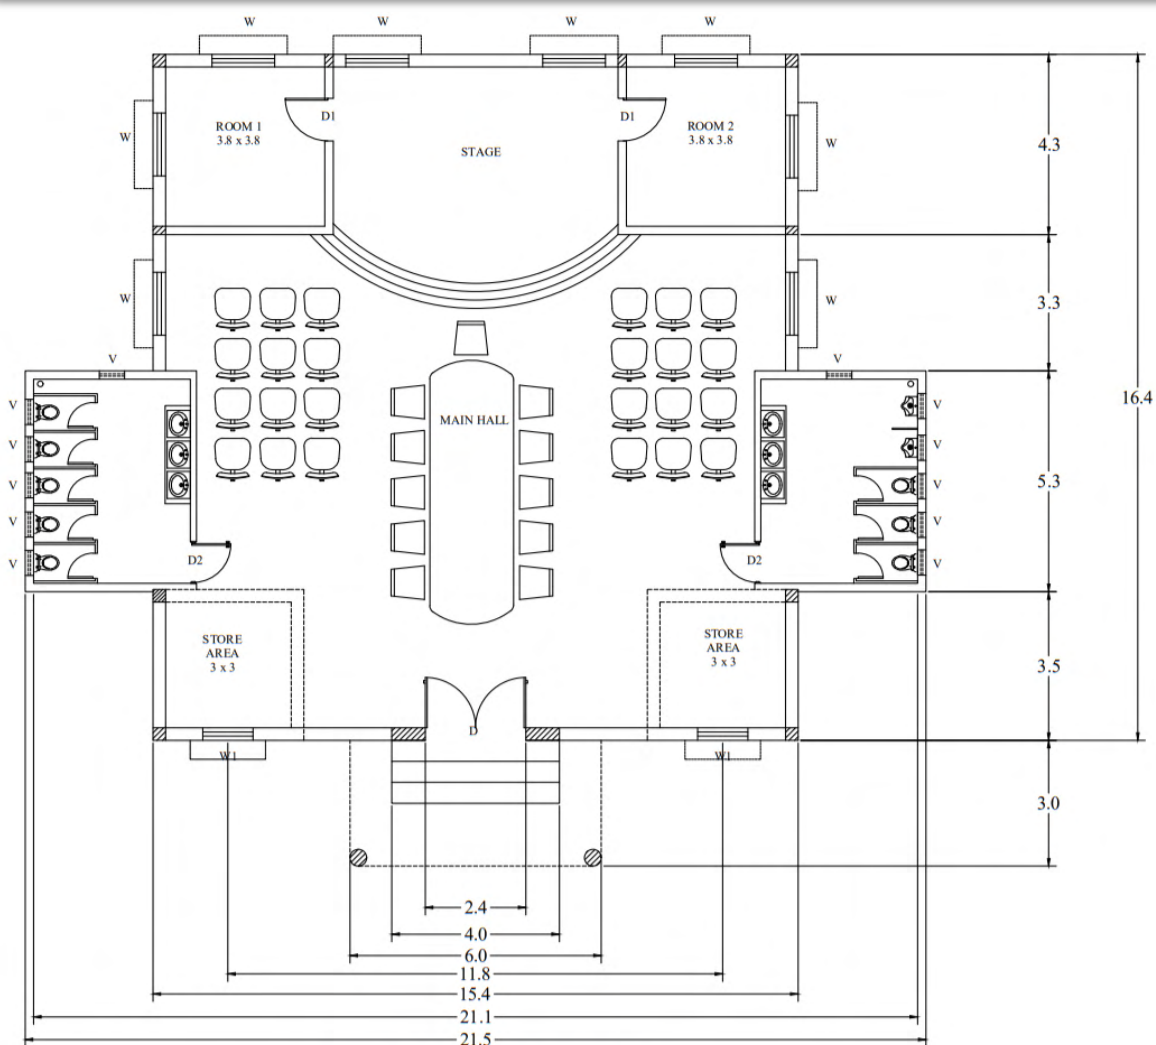 W
W
W
W
ROOM 1
3.8 x 3.8
D1
STAGE
D1
ROOM 2
3.8 x 3.8
W
W
4.3
W
W
3.3
V
V
16.4
V
V
MAIN HALL
V
V
V
V
5.3
V
V
V
V
D2
D2
STORE
AREA
3 x 3
STORE
AREA
3 x 3
3.5
D
W1
W1
3.0
2.4
4.0
6.0
11.8
15.4
21.1
21.5